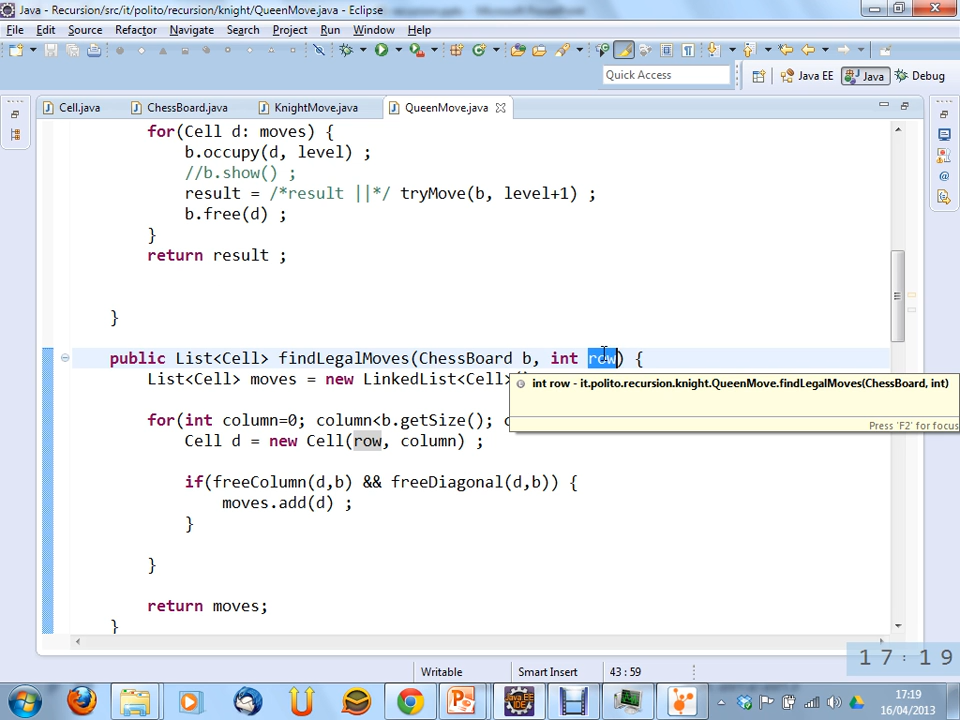 Java - Recursion/src/it/polito/recursion/knight/QueenMove.java - Eclipse
File Edit Source Refactor Navigate Search Project Run Window Help
Quick Access
Java EE Java Debug
Cell.java ChessBoard.java KnightMove.java QueenMove.java
for(Cell d: moves) {
b.occupy(d, level) ;
//b.show() ;
result = /*result ||*/ tryMove(b, level+1) ;
b.free(d) ;
}
return result ;
}
public List<Cell> findLegalMoves(ChessBoard b, int row) {
List<Cell> moves = new LinkedList<Cell>
int row - it.polito.recursion.knight.QueenMove.findLegalMoves(ChessBoard, int)
for(int column=0; column<b.getSize(); c
Press 'F2' for focus
Cell d = new Cell(row, column) ;
if(freeColumn(d,b) && freeDiagonal(d,b)) {
moves.add(d) ;
}
}
return moves;
}
17:19
Writable Smart Insert 43 : 59
17:19
16/04/2013